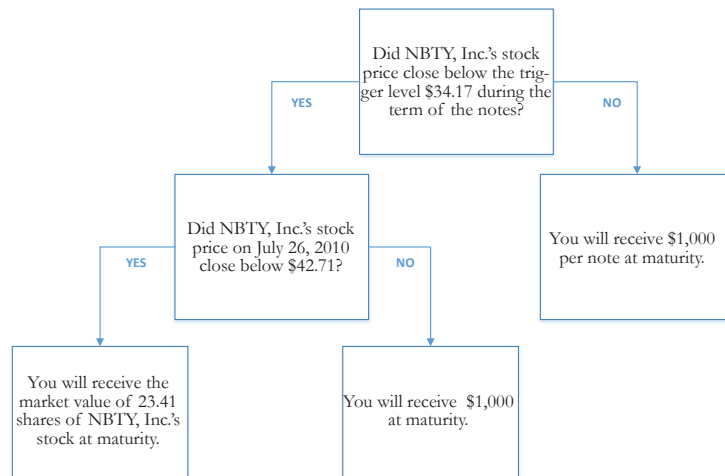 Did NBTY, Inc.'s stock
price close below the trig-
ger level $34.17 during the
term of the notes?
YES
NO
Did NBTY, Inc.'s stock
price on July 26, 2010
close below $42.71?
You will receive $1,000
per note at maturity.
YES
NO
You will receive the
market value of 23.41
shares of NBTY, Inc.'s
stock at maturity.
You will receive $1,000
at maturity.